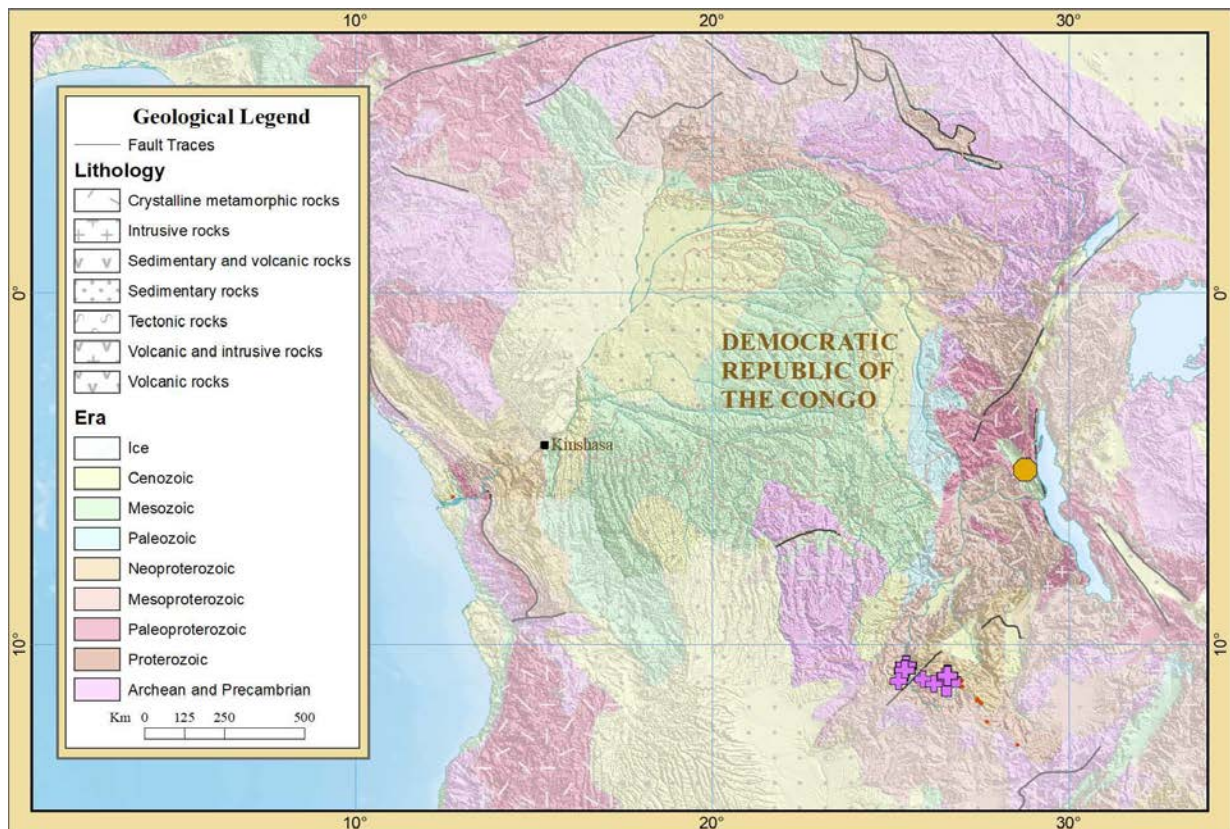 10°
20°
30°
0°
0°
10°
10°
10°
20°
30°
Geological Legend
Fault Traces
Lithology
Crystalline metamorphic rocks
Intrusive rocks
Sedimentary and volcanic rocks
Sedimentary rocks
Tectonic rocks
Volcanic and intrusive rocks
Volcanic rocks
Era
Ice
Cenozoic
Mesozoic
Paleozoic
Neoproterozoic
Mesoproterozoic
Paleoproterozoic
Proterozoic
Archean and Precambrian
Km 0 125 250 500
DEMOCRATIC
REPUBLIC OF
THE CONGO
Kinshasa